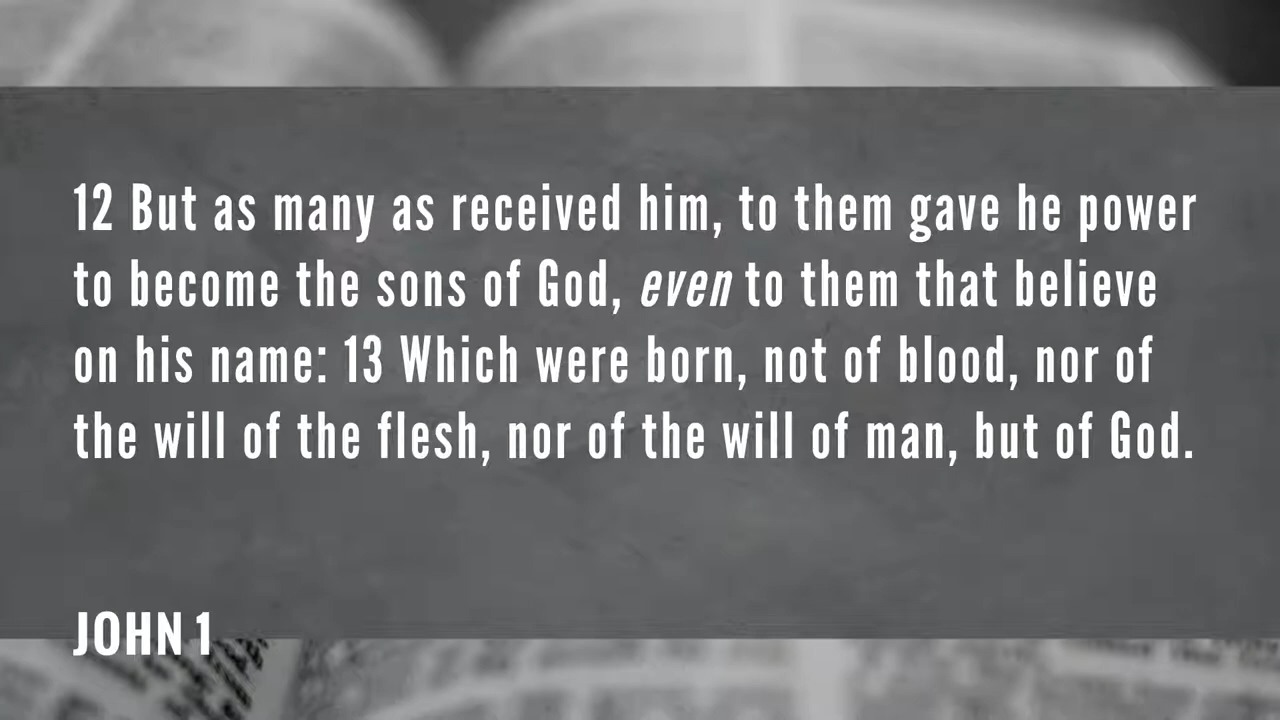 12 But as many as received him, to them gave he power
to become the sons of God, even to them that believe
on his name: 13 Which were born, not of blood, nor of
the will of the flesh, nor of the will of man, but of God.
JOHN 1